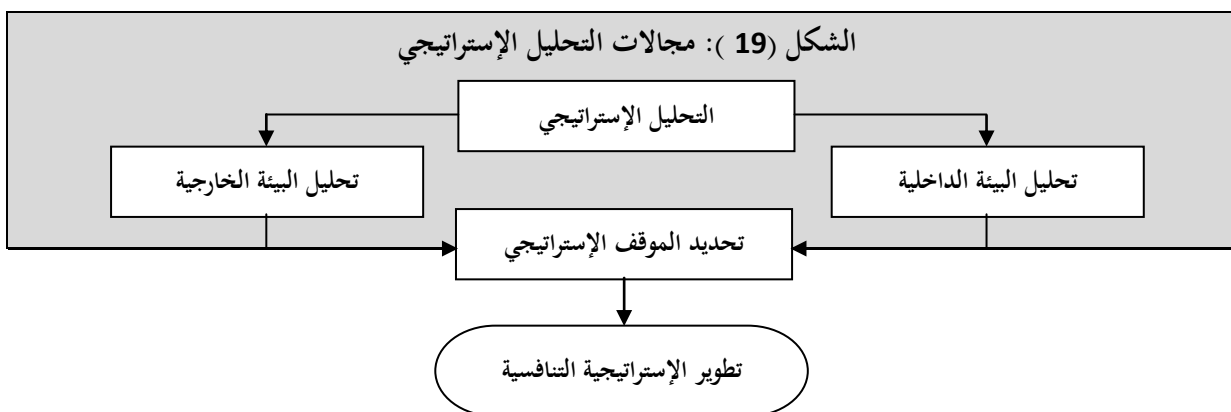 الشكل (19 ): مجالات التحليل الإستراتيجي
التحليل الإستراتيجي
تحليل البيئة الداخلية
تحليل البيئة الخارجية
تحديد الموقف الإستراتيجي
تطوير الإستراتيجية التنافسية